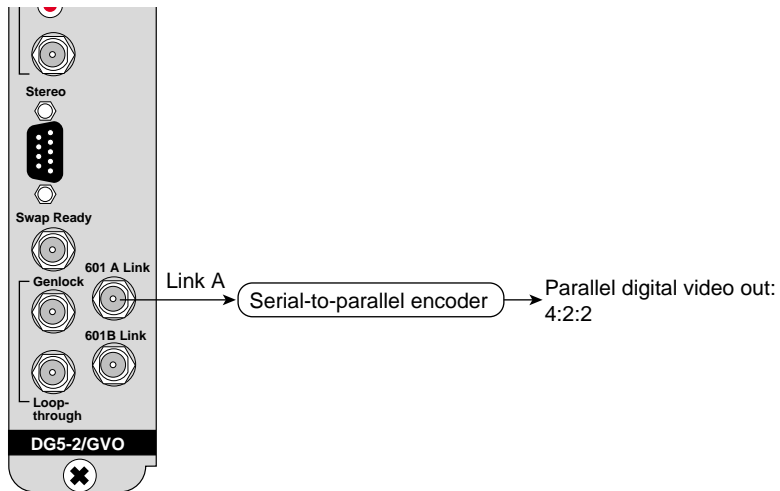 Stereo
Swap Ready
601 A Link
Genlock
Link A
Serial-to-parallel encoder
Parallel digital video out:
4:2:2
601B Link
Loop-
through
DG5-2/GVO